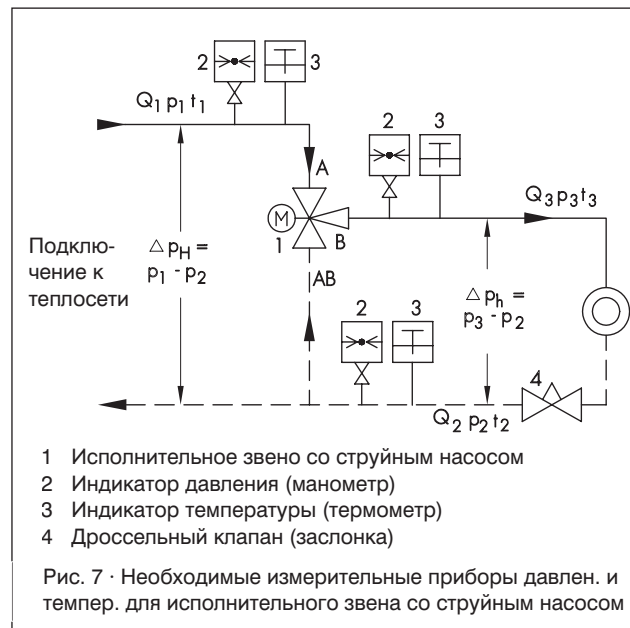 2
3
Q1 p1 t1
A
2
3
Q3 p3 t3
M
1
B
Подклю-
чение к
теплосети
△ pH =
p1 - p2
AB
△ ph =
p3 - p2
2
3
4
Q2 p2 t2
1 Исполнительное звено со струйным насосом
2 Индикатор давления (манометр)
3 Индикатор температуры (термометр)
4 Дроссельный клапан (заслонка)
Рис. 7 · Необходимые измерительные приборы давлен. и
темпер. для исполнительного звена со струйным насосом